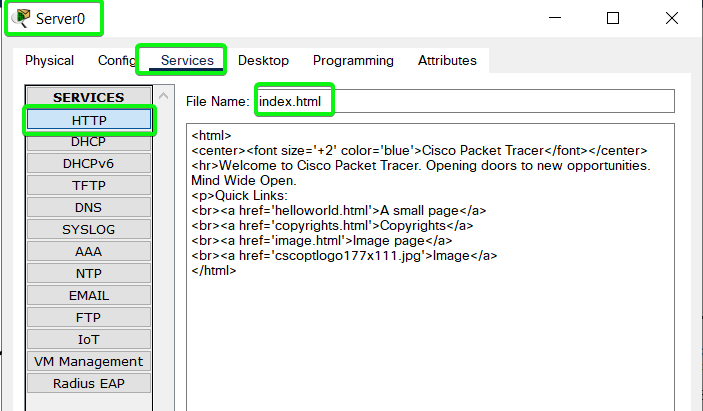 Server0
Physical Config Services Desktop Programming Attributes
SERVICES
HTTP
DHCP
DHCPv6
TFTP
DNS
SYSLOG
AAA
NTP
EMAIL
FTP
IoT
VM Management
Radius EAP
File Name: index.html
<html>
<center><font size='+2' color='blue'>Cisco Packet Tracer</font></center>
<hr>Welcome to Cisco Packet Tracer. Opening doors to new opportunities.
Mind Wide Open.
<p>Quick Links:
<br><a href='helloworld.html'>A small page</a>
<br><a href='copyrights.html'>Copyrights</a>
<br><a href='image.html'>Image page</a>
<br><a href='cscoptlogo177x111.jpg'>Image</a>
</html>